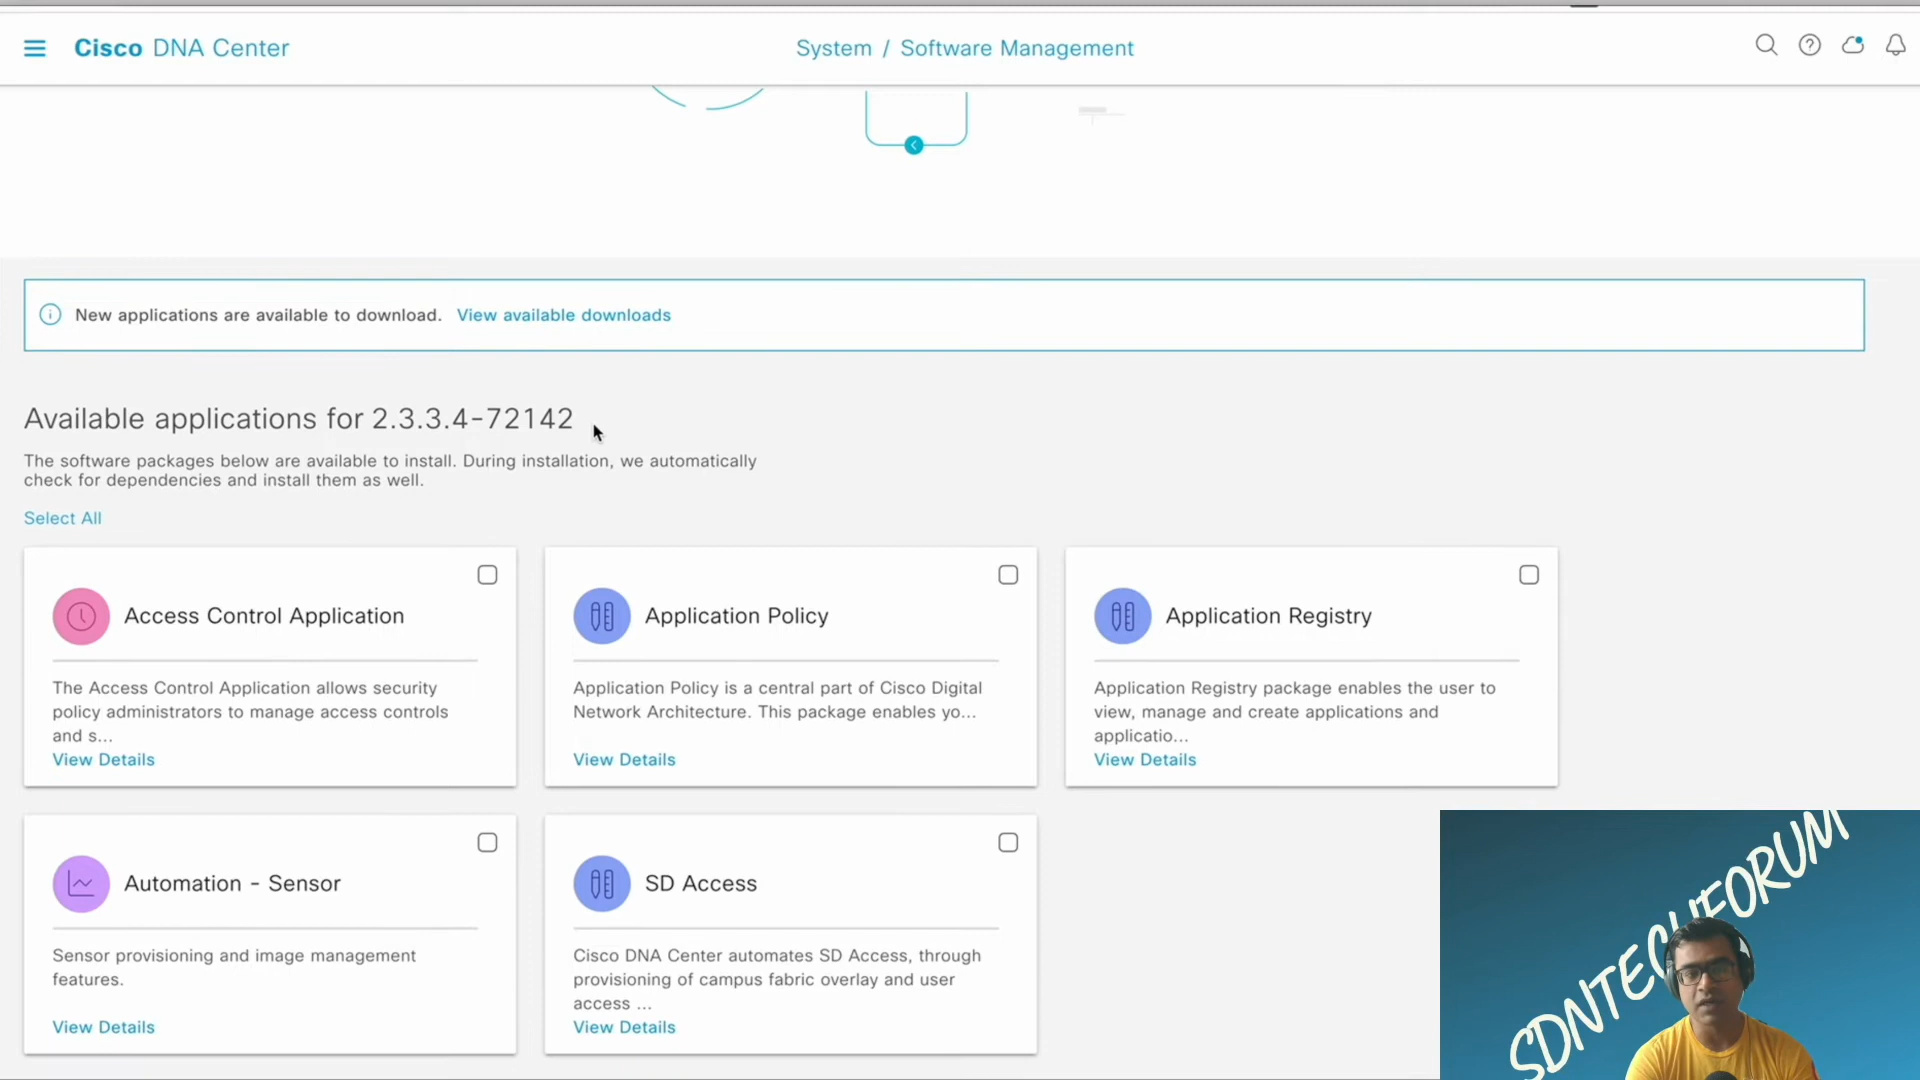 Cisco DNA Center
System / Software Management
New applications are available to download. View available downloads
Available applications for 2.3.3.4-72142
The software packages below are available to install. During installation, we automatically
check for dependencies and install them as well.
Select All
Access Control Application
The Access Control Application allows security
policy administrators to manage access controls
and s...
View Details
Application Policy
Application Policy is a central part of Cisco Digital
Network Architecture. This package enables yo...
View Details
Application Registry
Application Registry package enables the user to
view, manage and create applications and
applicatio...
View Details
Automation - Sensor
Sensor provisioning and image management
features.
View Details
SD Access
Cisco DNA Center automates SD Access, through
provisioning of campus fabric overlay and user
access ...
View Details
SDNTECHFORUM